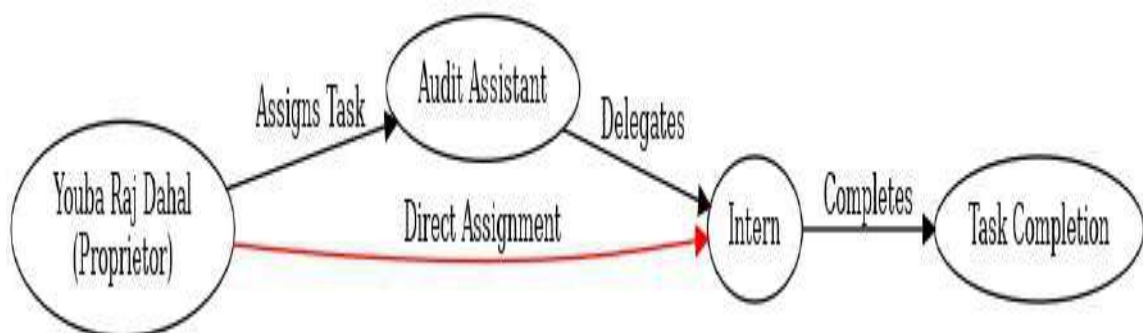 Audit Assistant
Assigns Task
Delegates
Youba Raj Dahal
(Proprietor)
Direct Assignment
Intern
Completes
Task Completion